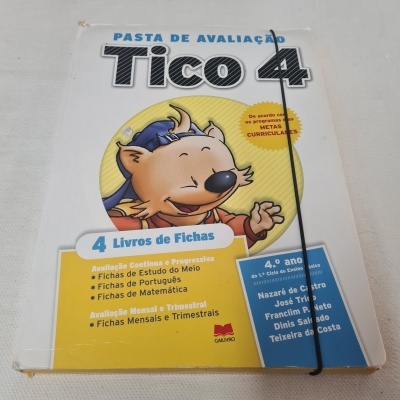 PASTA DE AVALIAÇÃO
Tico 4
De acordo com
os programas e as
METAS
CURRICULARES
4 Livros de Fichas
Avaliação Contínua e Progressiva
• Fichas de Estudo do Meio
• Fichas de Português
• Fichas de Matemática
Avaliação Mensal e Trimestral
• Fichas Mensais e Trimestrais
4.º ano
do 1.º Ciclo do Ensino Básico
Nazaré de Castro
José Trigo
Franclim P. Neto
Dinis Salgado
Teixeira da Costa
GAILIVRO